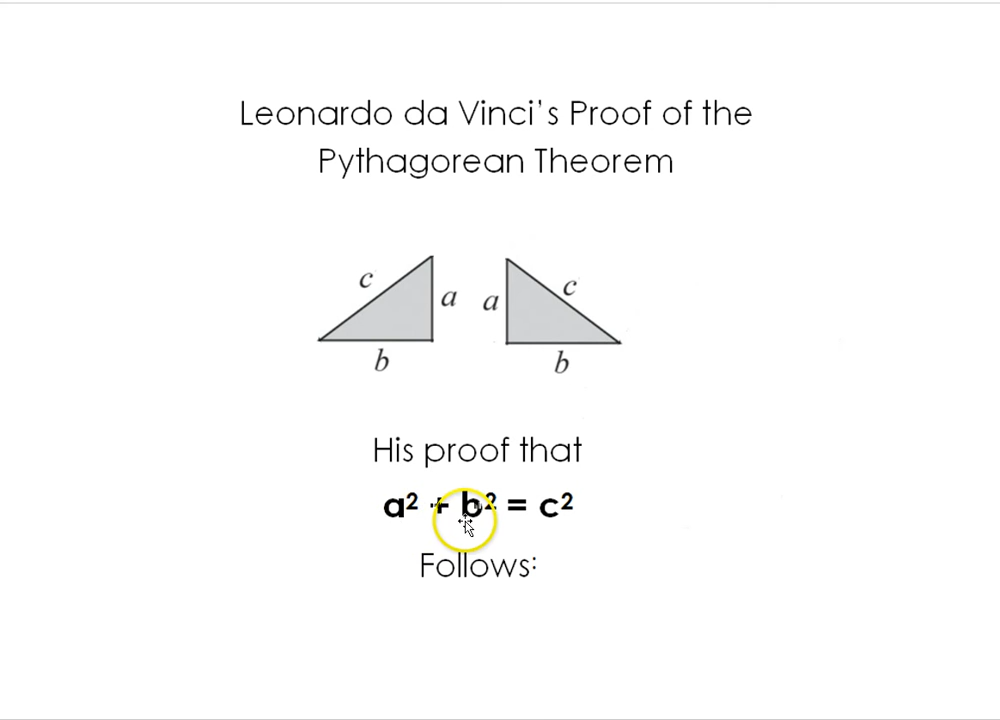 Leonardo da Vinci's Proof of the
Pythagorean Theorem
c
a
a
c
b
b
His proof that
a² + b² = c²
Follows: